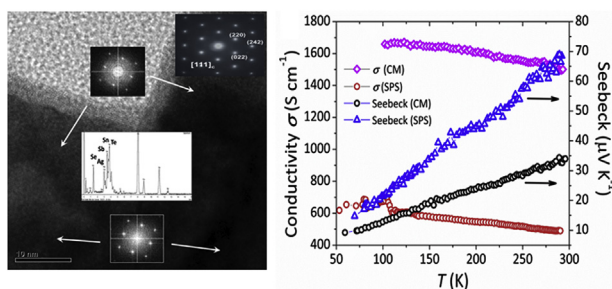 (220)
(242)
[1̄11̄]
(022)
Sn
Te
Sb
Se
Ag
10 nm
Conductivity σ(S cm⁻¹)
1800
1600
1400
1200
1000
800
600
400
σ (CM)
σ(SPS)
Seebeck (CM)
Seebeck (SPS)
80
70
60
50
40
30
20
10
Seebeck (μV K⁻¹)
50
100
150
200
250
300
T (K)